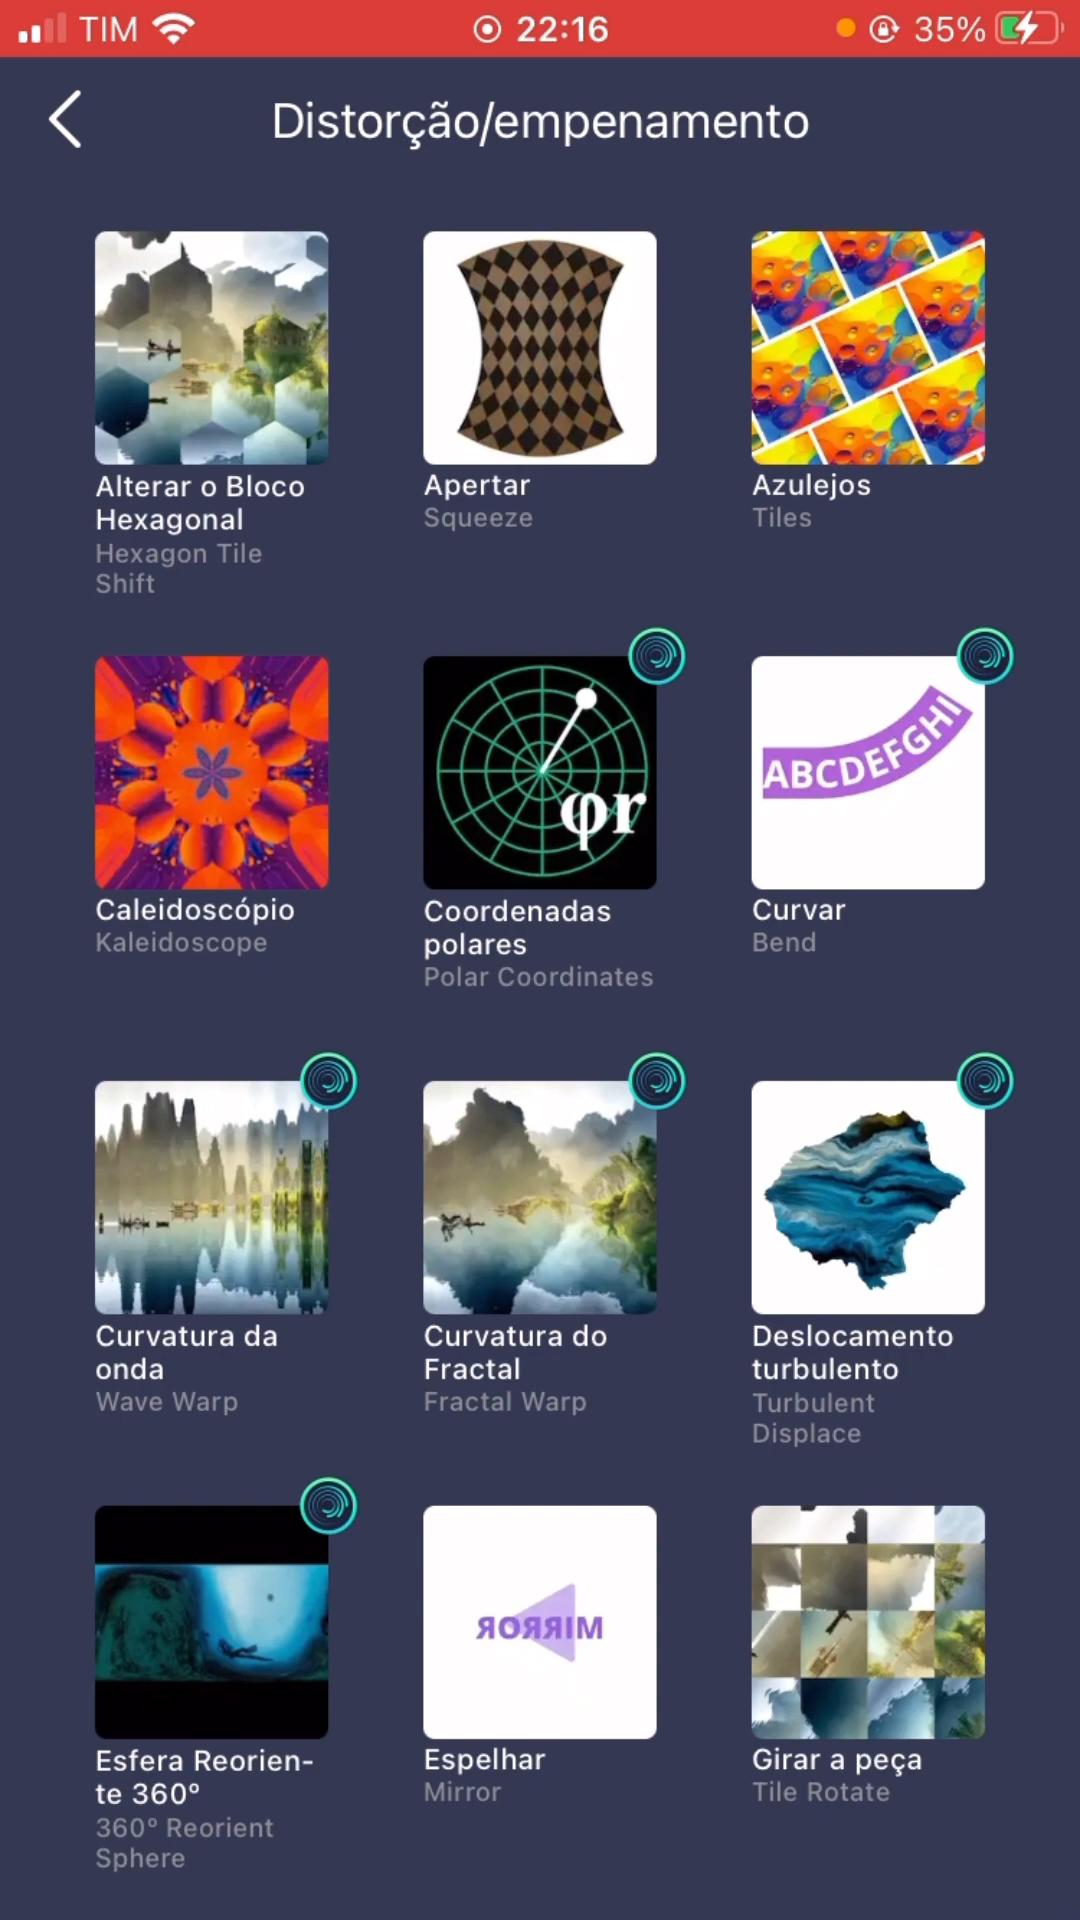 TIM 22:16 35%
Distorção/empenamento
Alterar o Bloco
Hexagonal
Hexagon Tile
Shift
Apertar
Squeeze
Azulejos
Tiles
Caleidoscópio
Kaleidoscope
φr
Coordenadas
polares
Polar Coordinates
ABCDEFGHI
Curvar
Bend
Curvatura da
onda
Wave Warp
Curvatura do
Fractal
Fractal Warp
Deslocamento
turbulento
Turbulent
Displace
Esfera Reorien-
te 360°
360° Reorient
Sphere
MIRROR
Espelhar
Mirror
Girar a peça
Tile Rotate